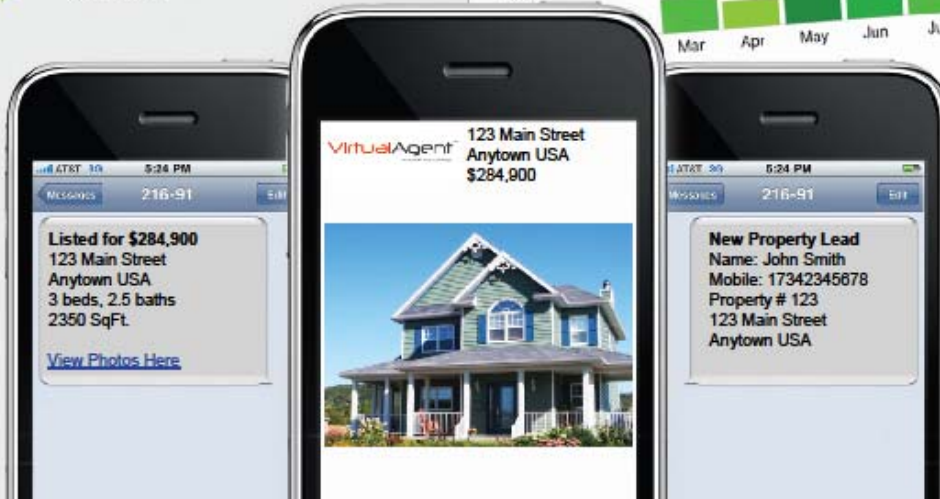 Mar Apr May Jun
AT&T 3G 5:24 PM
Messages 216-91 Edit
Listed for $284,900
123 Main Street
Anytown USA
3 beds, 2.5 baths
2350 SqFt.
View Photos Here
VirtualAgent
123 Main Street
Anytown USA
$284,900
AT&T 3G 5:24 PM
Messages 216-91 Edit
New Property Lead
Name: John Smith
Mobile: 17342345678
Property # 123
123 Main Street
Anytown USA